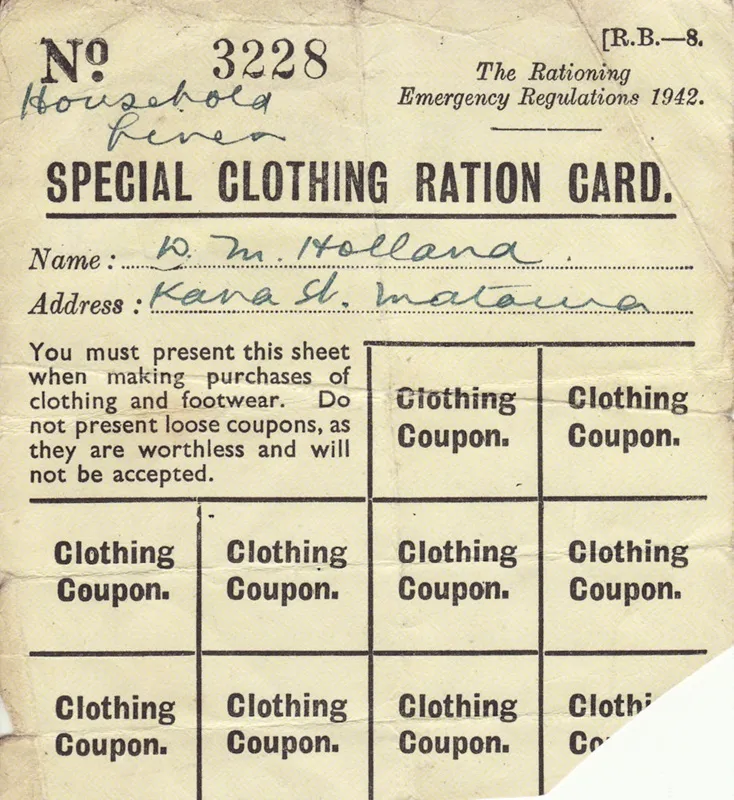 No 3228
[R.B.—8.
The Rationing
Emergency Regulations 1942.
Household
Linen
SPECIAL CLOTHING RATION CARD.
Name : M. Holland
Address : Kana St. Mataura
You must present this sheet
when making purchases of
clothing and footwear. Do
not present loose coupons, as
they are worthless and will
not be accepted.
Clothing Clothing
Coupon. Coupon.
Clothing Clothing Clothing Clothing
Coupon. Coupon. Coupon. Coupon.
Clothing Clothing Clothing Clothi
Coupon. Coupon. Coupon. Co